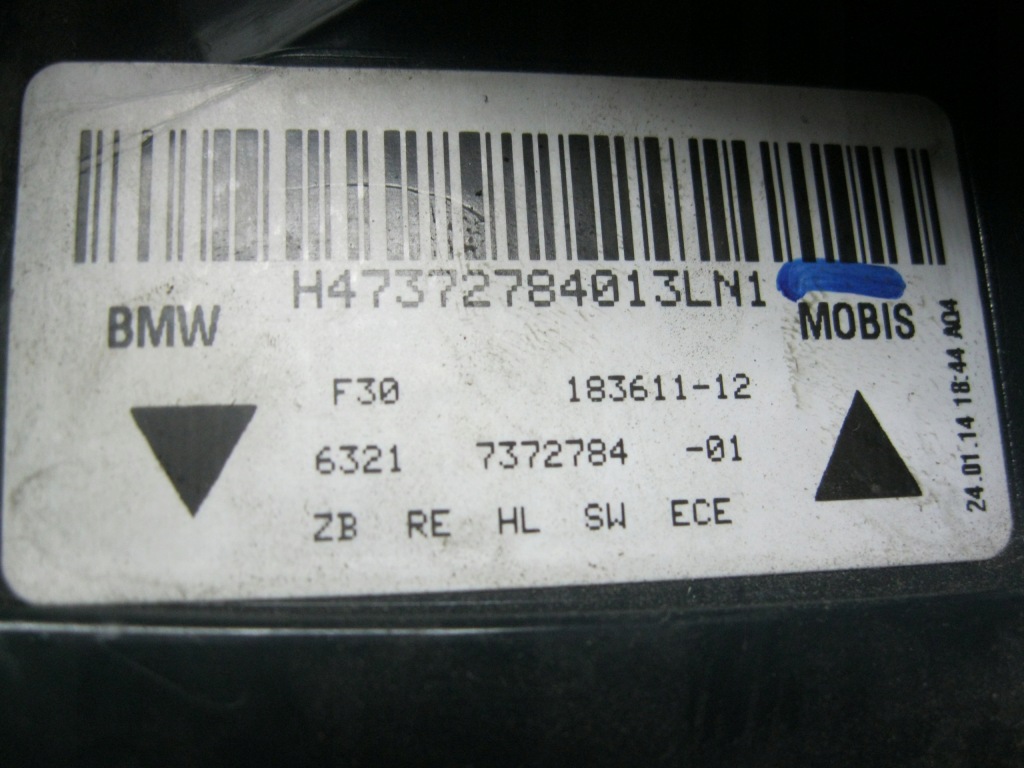 H47372784013LN1
BMW
MOBIS
F30 183611-12
6321 7372784 -01
ZB RE HL SW ECE
24.01.14 18:44 A04